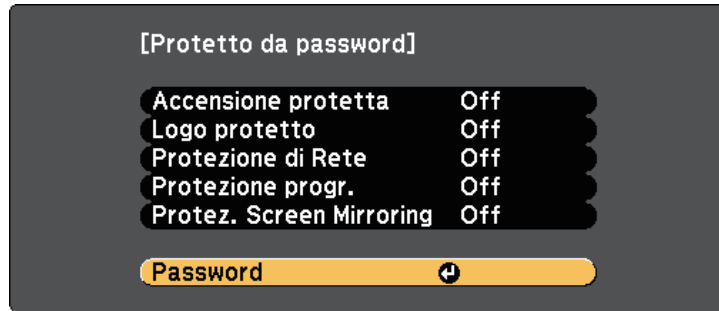 [Protetto da password]
Accensione protetta Off
Logo protetto Off
Protezione di Rete Off
Protezione progr. Off
Protez. Screen Mirroring Off
Password